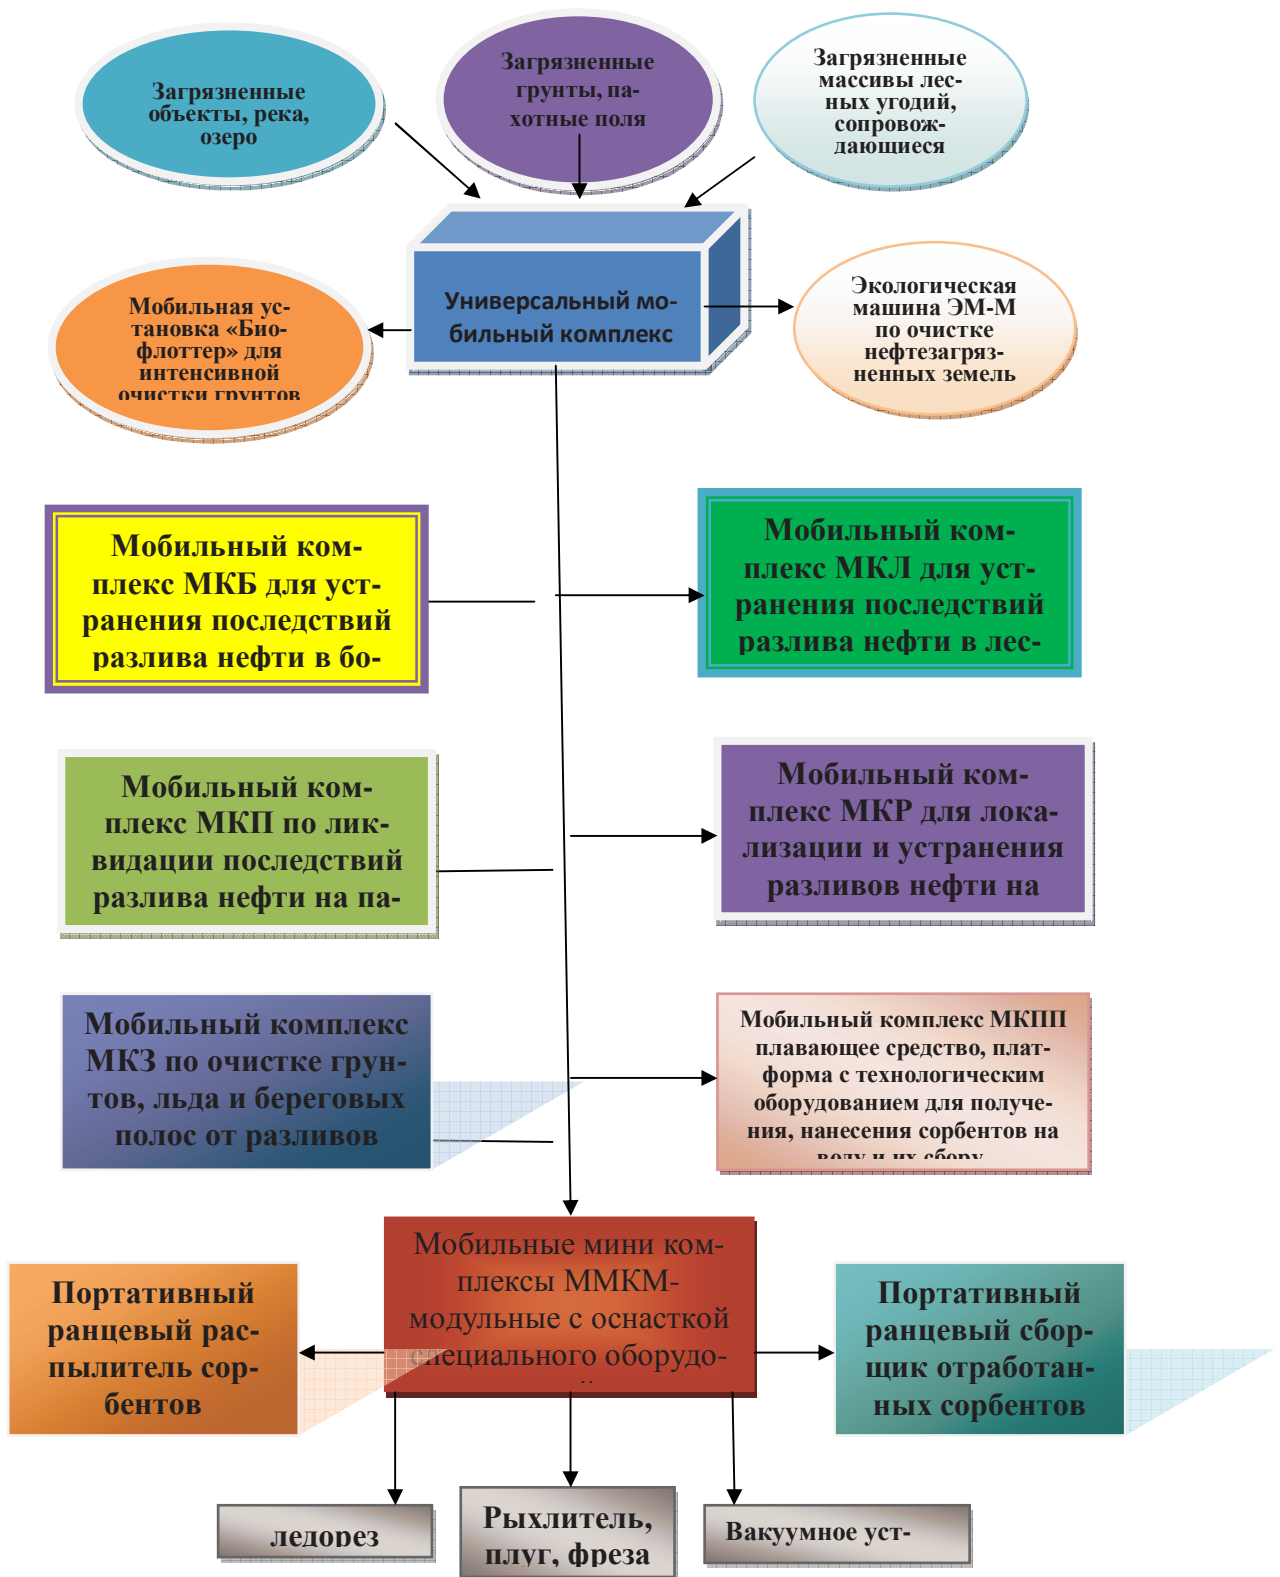 Загрязненные
объекты, река,
озеро
Загрязненные
грунты, па-
хотные поля
Загрязненные
массивы лес-
ных угодий,
сопровож-
дающиеся
Универсальный мо-
бильный комплекс
Мобильная ус-
тановка «Био-
флоттер» для
интенсивной
очистки грунтов
Экологическая
машина ЭМ-М
по очистке
нефтезагряз-
ненных земель
Мобильный ком-
плекс МКБ для уст-
ранения последствий
разлива нефти в бо-
Мобильный ком-
плекс МКЛ для уст-
ранения последствий
разлива нефти в лес-
Мобильный ком-
плекс МКП по лик-
видации последствий
разлива нефти на па-
Мобильный ком-
плекс МКР для лока-
лизации и устранения
разливов нефти на
Мобильный комплекс
МКЗ по очистке грун-
тов, льда и береговых
полос от разливов
Мобильный комплекс МКПП
плавающее средство, плат-
форма с технологическим
оборудованием для получе-
ния, нанесения сорбентов на
воду и их сбору
Мобильные мини ком-
плексы ММКМ-
модульные с оснасткой
специального оборудо-
Портативный
ранцевый рас-
пылитель сор-
бентов
Портативный
ранцевый сбор-
щик отработан-
ных сорбентов
ледорез
Рыхлитель,
плуг, фреза
Вакуумное уст-